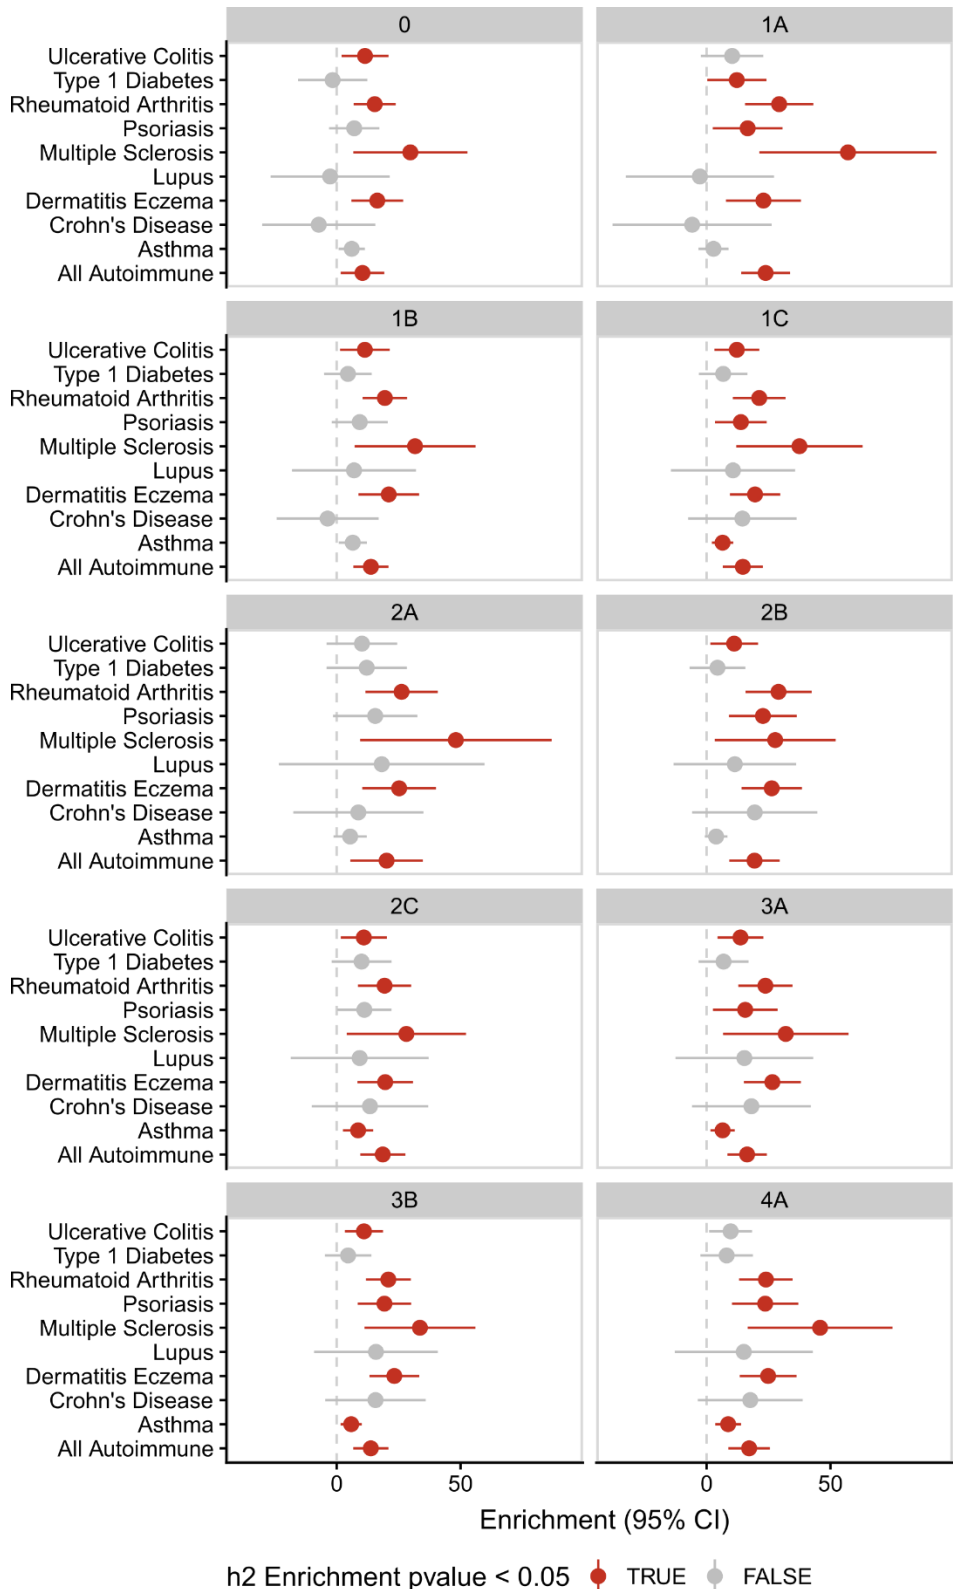 0
1A
Ulcerative Colitis
Type 1 Diabetes
Rheumatoid Arthritis
Psoriasis
Multiple Sclerosis
Lupus
Dermatitis Eczema
Crohn's Disease
Asthma
All Autoimmune
1B
1C
Ulcerative Colitis
Type 1 Diabetes
Rheumatoid Arthritis
Psoriasis
Multiple Sclerosis
Lupus
Dermatitis Eczema
Crohn's Disease
Asthma
All Autoimmune
2A
2B
Ulcerative Colitis
Type 1 Diabetes
Rheumatoid Arthritis
Psoriasis
Multiple Sclerosis
Lupus
Dermatitis Eczema
Crohn's Disease
Asthma
All Autoimmune
2C
3A
Ulcerative Colitis
Type 1 Diabetes
Rheumatoid Arthritis
Psoriasis
Multiple Sclerosis
Lupus
Dermatitis Eczema
Crohn's Disease
Asthma
All Autoimmune
3B
4A
Ulcerative Colitis
Type 1 Diabetes
Rheumatoid Arthritis
Psoriasis
Multiple Sclerosis
Lupus
Dermatitis Eczema
Crohn's Disease
Asthma
All Autoimmune
0 50 0 50
Enrichment (95% CI)
h2 Enrichment pvalue < 0.05 TRUE FALSE